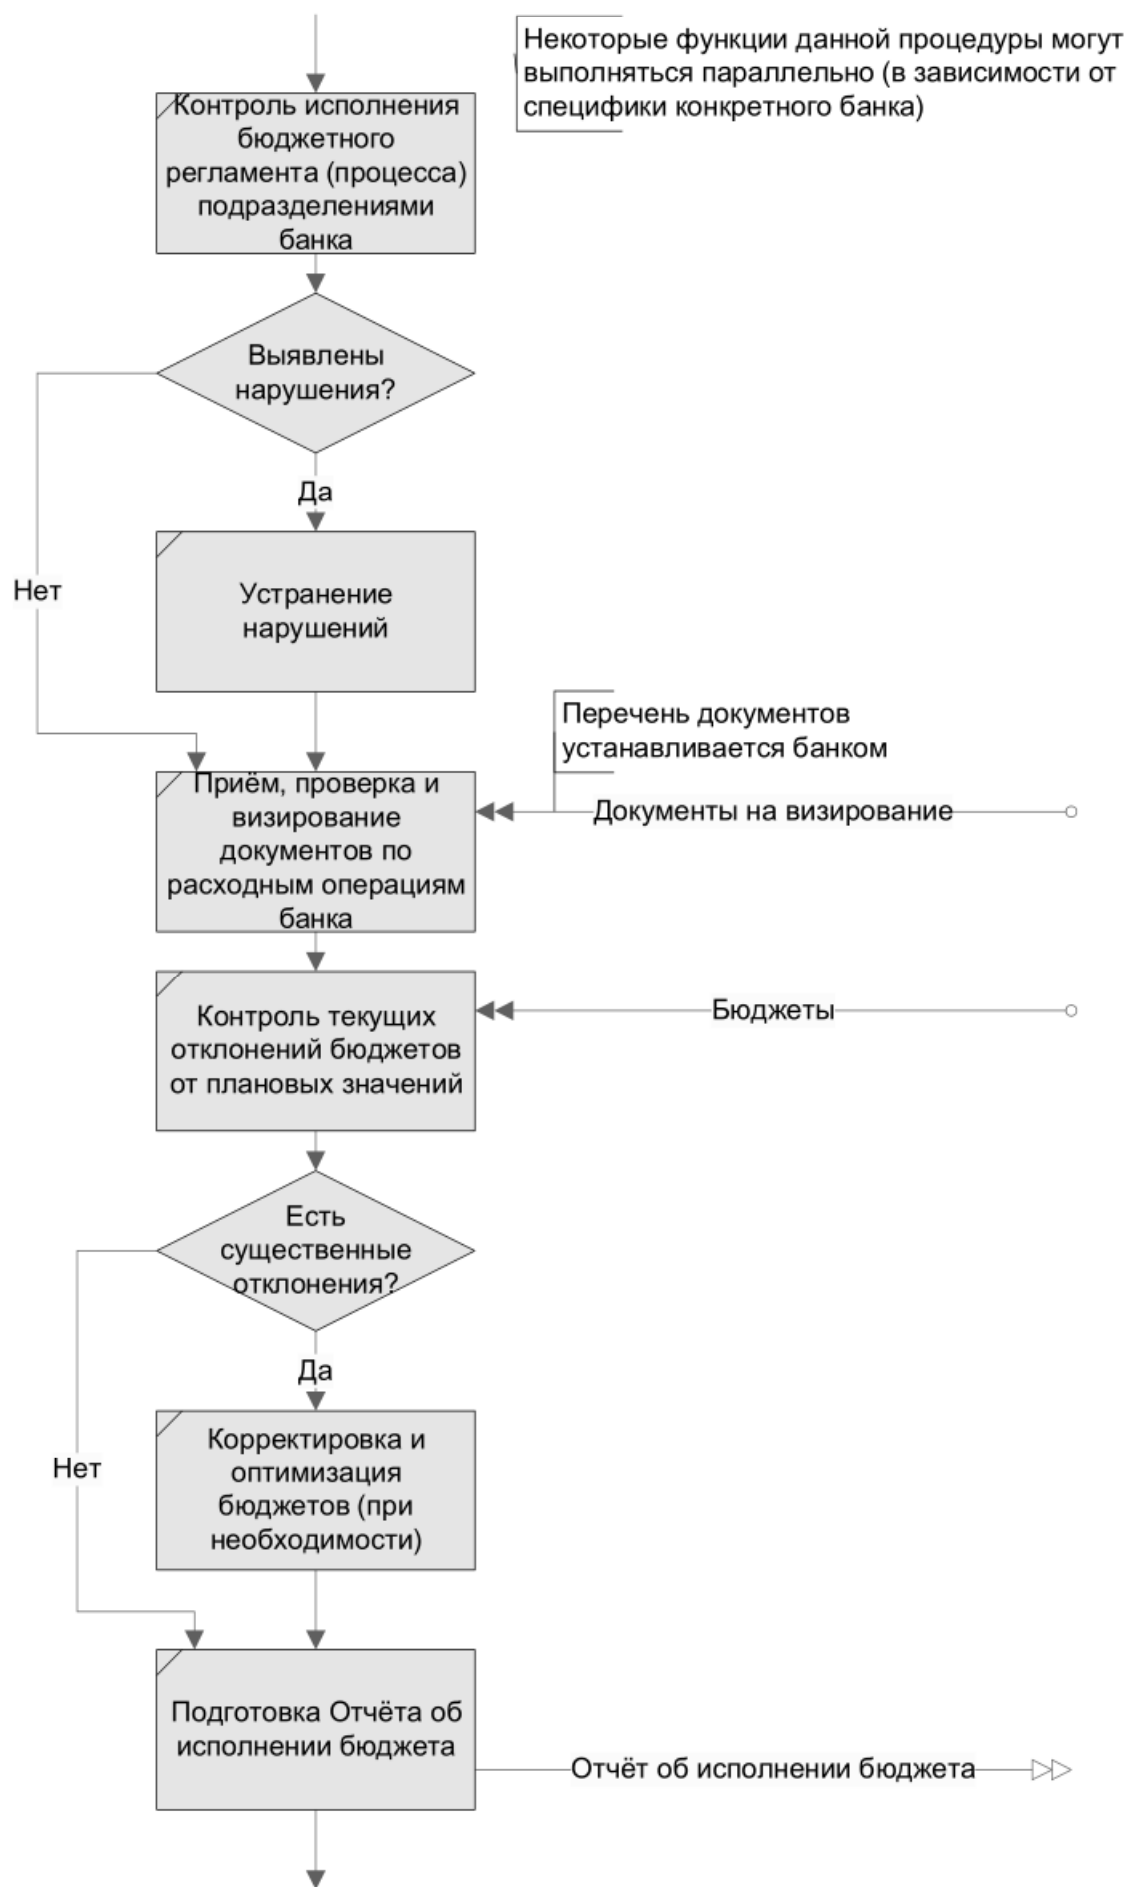 Некоторые функции данной процедуры могут
выполняться параллельно (в зависимости от
специфики конкретного банка)
Контроль исполнения
бюджетного
регламента (процесса)
подразделениями
банка
Выявлены
нарушения?
Да
Нет
Устранение
нарушений
Перечень документов
устанавливается банком
Приём, проверка и
визирование
документов по
расходным операциям
банка
Документы на визирование
Контроль текущих
отклонений бюджетов
от плановых значений
Бюджеты
Есть
существенные
отклонения?
Да
Нет
Корректировка и
оптимизация
бюджетов (при
необходимости)
Подготовка Отчёта об
исполнении бюджета
Отчёт об исполнении бюджета